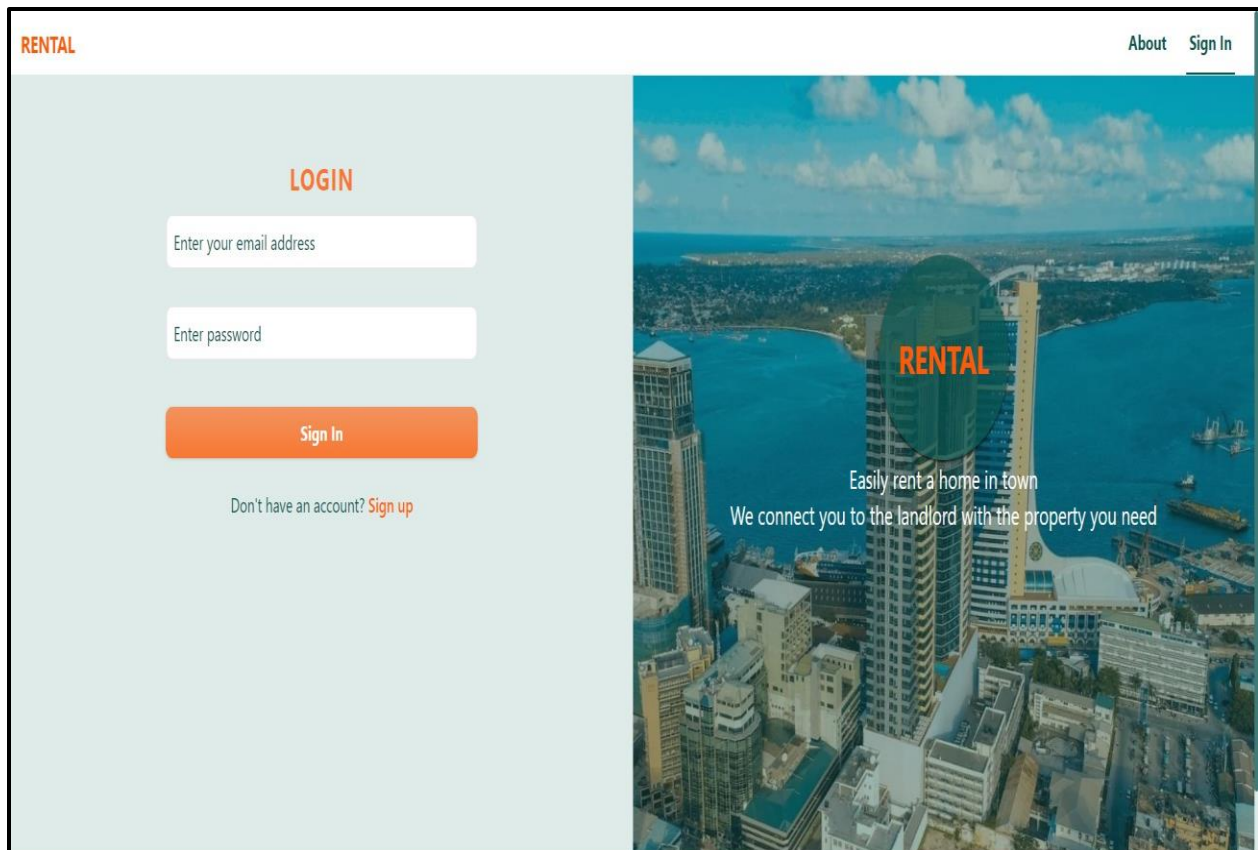 RENTAL
About Sign In
LOGIN
Enter your email address
Enter password
Sign In
Don't have an account? Sign up
RENTAL
Easily rent a home in town
We connect you to the landlord with the property you need